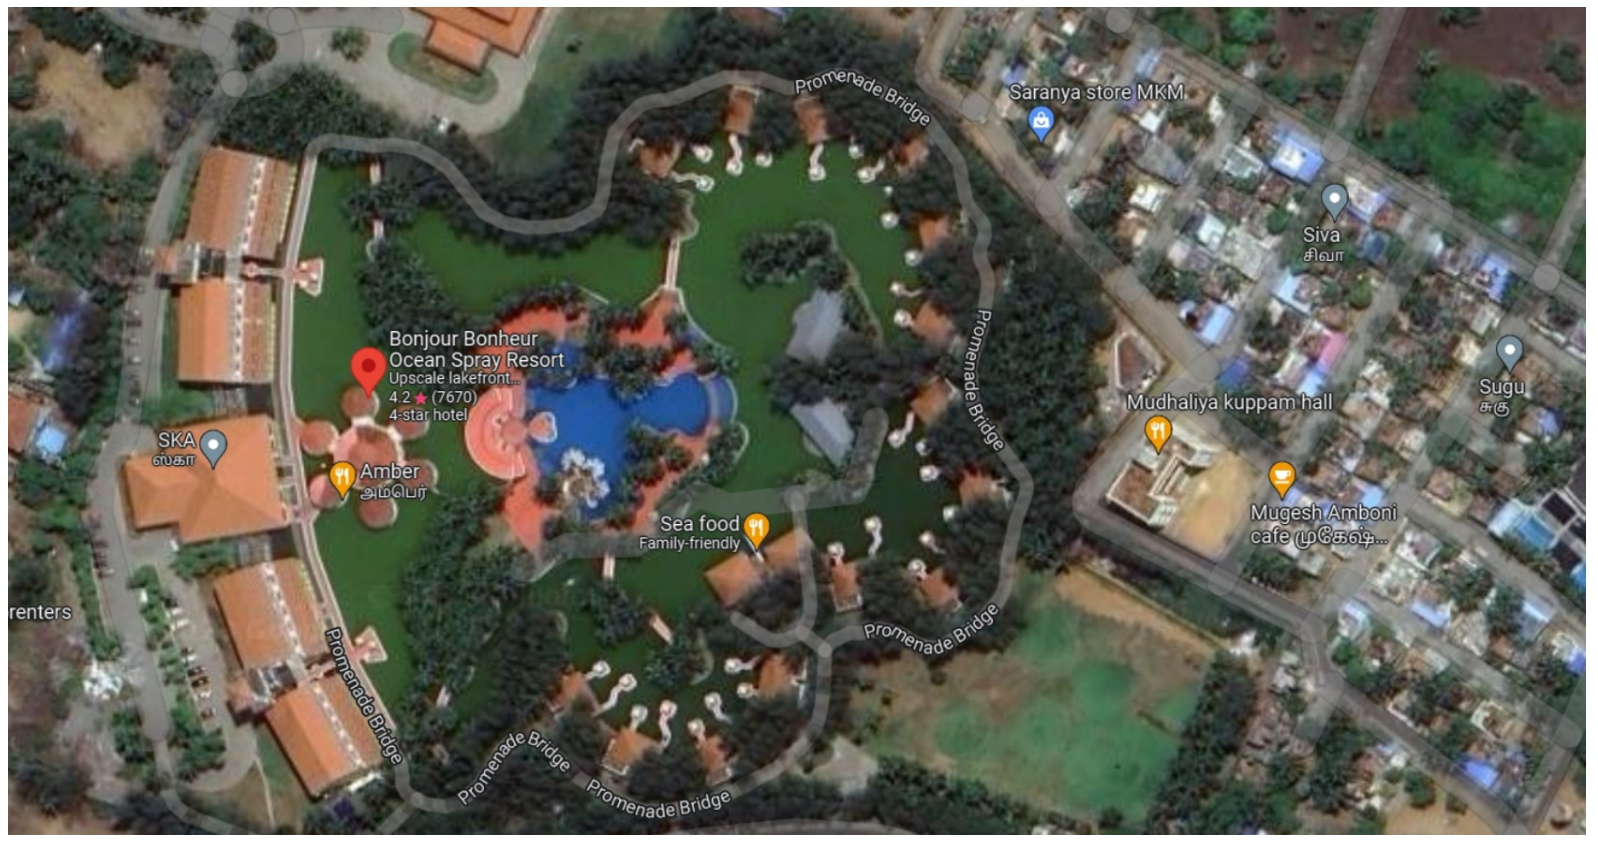 Promenade Bridge
Saranya store MKM
Siva
சிவா
Promenade Bridge
Bonjour Bonheur
Ocean Spray Resort
Upscale lakefront...
4.2 ★ (7670)
4-star hotel
Sugu
சுகு
Mudhaliya kuppam hall
SKA
ஸ்கா
Amber
அம்பெர்
Sea food
Family-friendly
Mugesh Amboni
cafe முகேஷ்...
renters
Promenade Bridge
Promenade Bridge
Promenade Bridge
Promenade Bridge